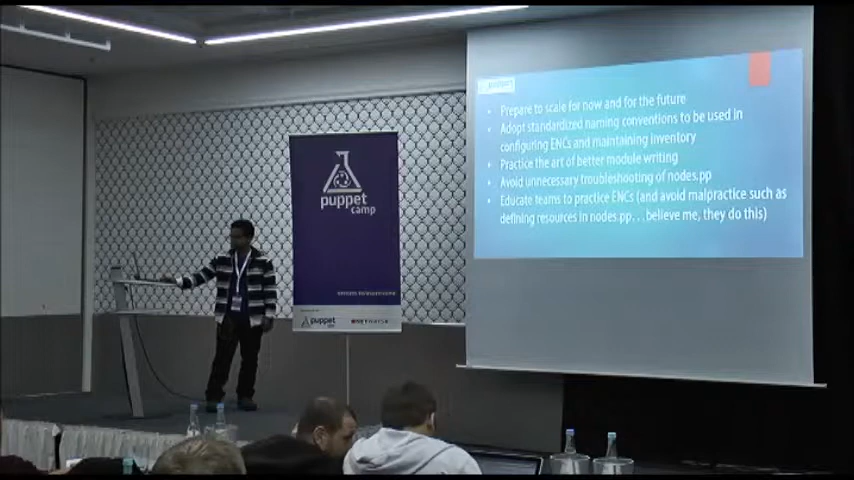 Prepare to scale for now and for the future
Adopt standardized naming conventions to be used in
configuring ENCs and maintaining inventory
Practice the art of better module writing
Avoid unnecessary troubleshooting of nodes.pp
Educate teams to practice ENCs (and avoid malpractice such as
defining resources in nodes.pp…believe me, they do this)
puppet
camp
puppet